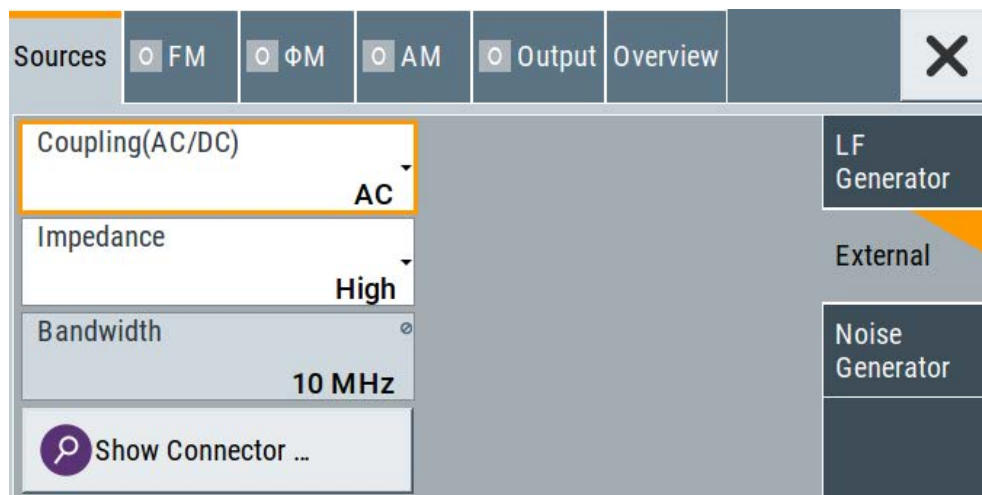 Sources
O FM
O ΦM
O AM
O Output
Overview
Coupling(AC/DC)
AC
Impedance
High
Bandwidth
10 MHz
Show Connector ...
LF
Generator
External
Noise
Generator